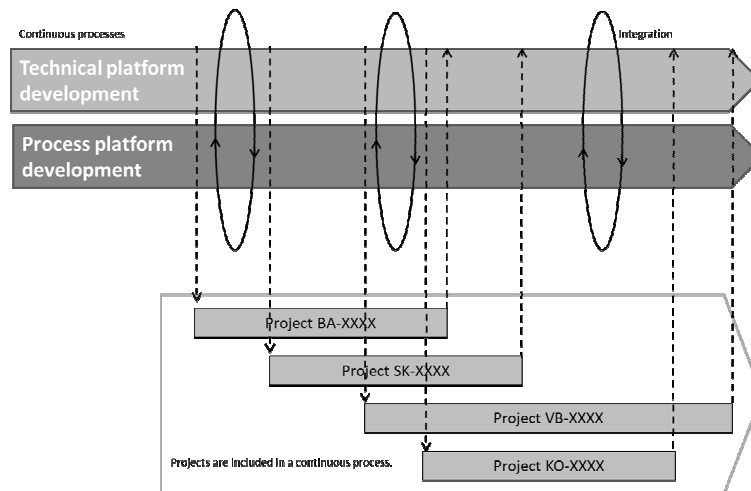 Continuous processes
Integration
Technical platform
development
Process platform
development
Project BA-XXXX
Project SK-XXXX
Project VB-XXXX
Projects are included in a continuous process.
Project KO-XXXX